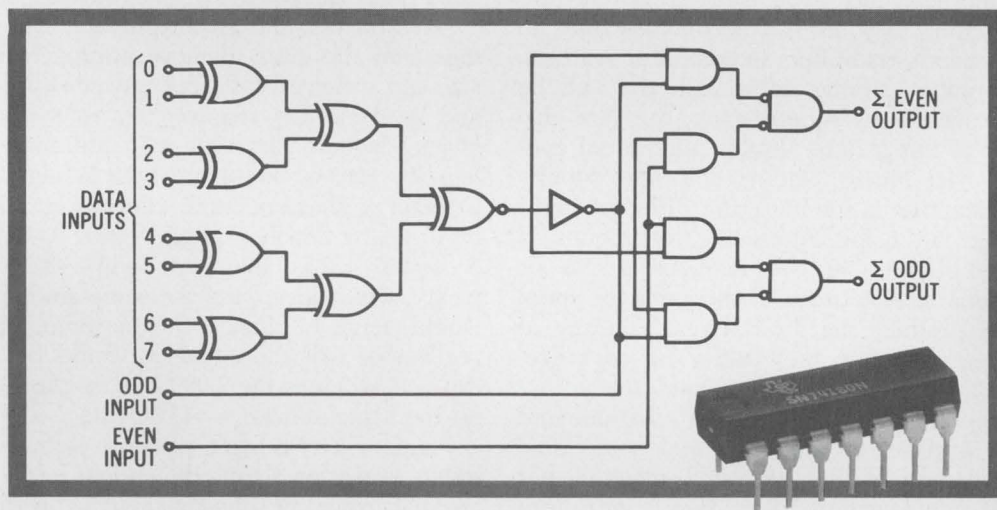 0
1
2
3
DATA
INPUTS
4
5
6
7
ODD
INPUT
EVEN
INPUT
Σ EVEN
OUTPUT
Σ ODD
OUTPUT
SN74180N